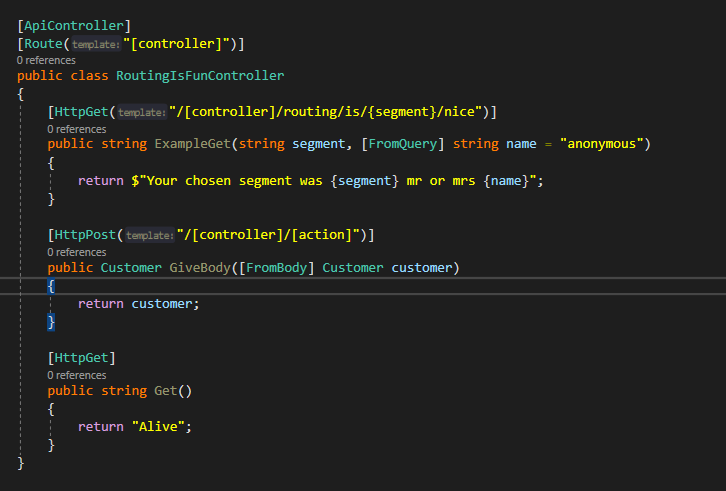 [ApiController]
[Route(template:"[controller]")]
0 references
public class RoutingIsFunController
{
[HttpGet(template:"/[controller]/routing/is/{segment}/nice")]
0 references
public string ExampleGet(string segment, [FromQuery] string name = "anonymous")
{
return $"Your chosen segment was {segment} mr or mrs {name}";
}
[HttpPost(template:"/[controller]/[action]")]
0 references
public Customer GiveBody([FromBody] Customer customer)
{
return customer;
}
[HttpGet]
0 references
public string Get()
{
return "Alive";
}
}